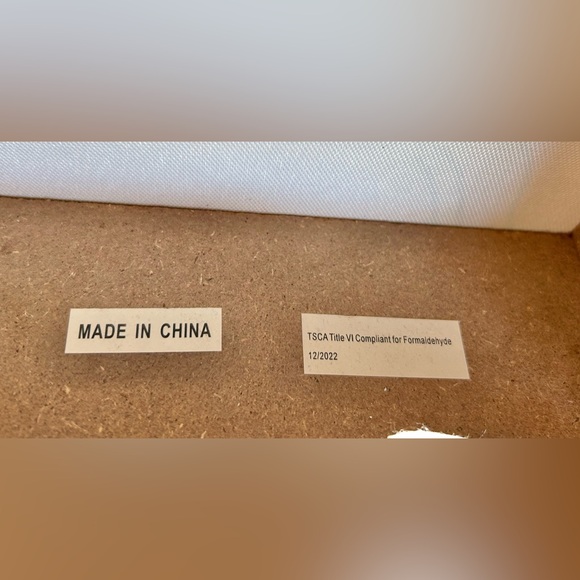 MADE IN CHINA
TSCA Title VI Compliant for Formaldehyde
12/2022